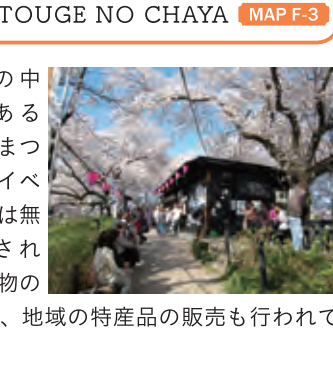 TOUGE NO CHAYA MAP F-3
の中
ある
まつ
イベ
は無
され
物の
、地域の特産品の販売も行われて